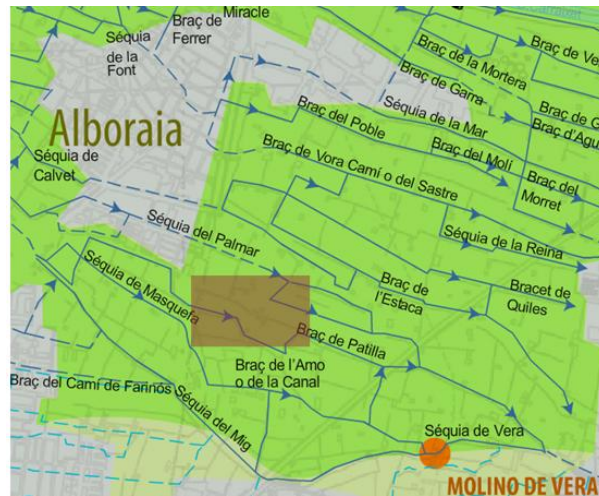 Miracle
Braç de
Ferrer
Séquia
de la
Font
Braç de Ve
Braç de la Mortera
Braç de Garra
Alboraia
Braç del Poble
Séquia de la Mar
Braç de G
Braç d'Agu
Séquia de
Calvet
Braç de Vora Camí o del Sastre
Braç del Molí
Braç del
Morret
Séquia del Palmar
Séquia de la Reina
Séquia de Masquefa
Braç de
l'Estaca
Bracet de
Quiles
Braç de Patilla
Braç de l'Amo
o de la Canal
Braç del Camí de Farinós
Séquia del Mig
Séquia de Vera
MOLINO DE VERA